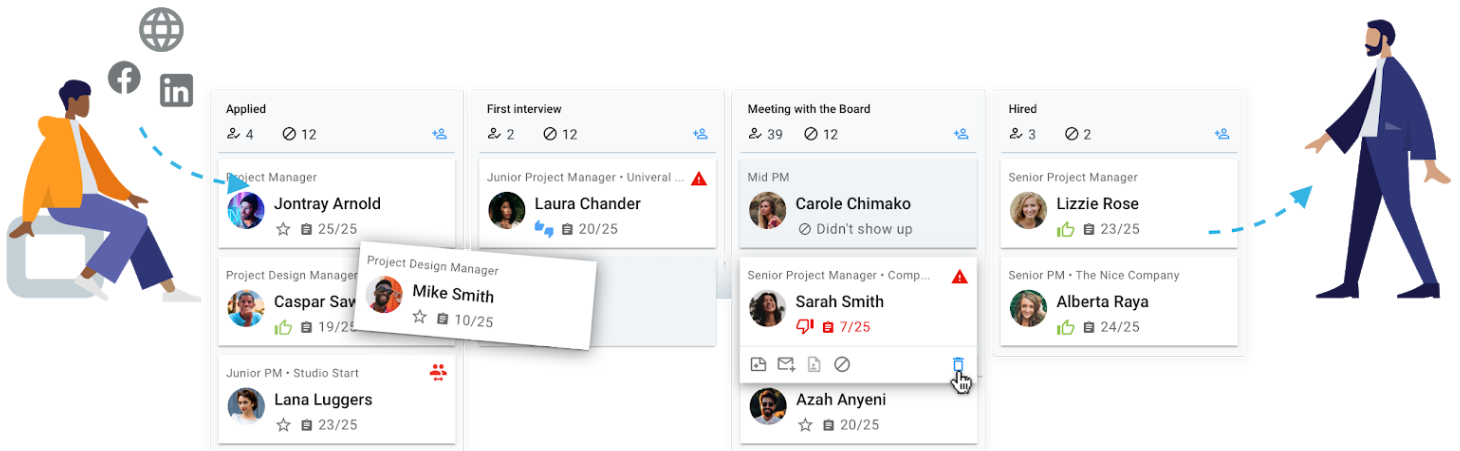 in
Applied
4 12
Project Manager
Jontray Arnold
25/25
Project Design Manager
Caspar Saw
19/25
Junior PM • Studio Start
Lana Luggers
23/25
Project Design Manager
Mike Smith
10/25
First interview
2 12
Junior Project Manager • Univeral ...
Laura Chander
20/25
Meeting with the Board
39 12
Mid PM
Carole Chimako
Didn't show up
Senior Project Manager • Comp...
Sarah Smith
7/25
Azah Anyeni
20/25
Hired
3 2
Senior Project Manager
Lizzie Rose
23/25
Senior PM • The Nice Company
Alberta Raya
24/25